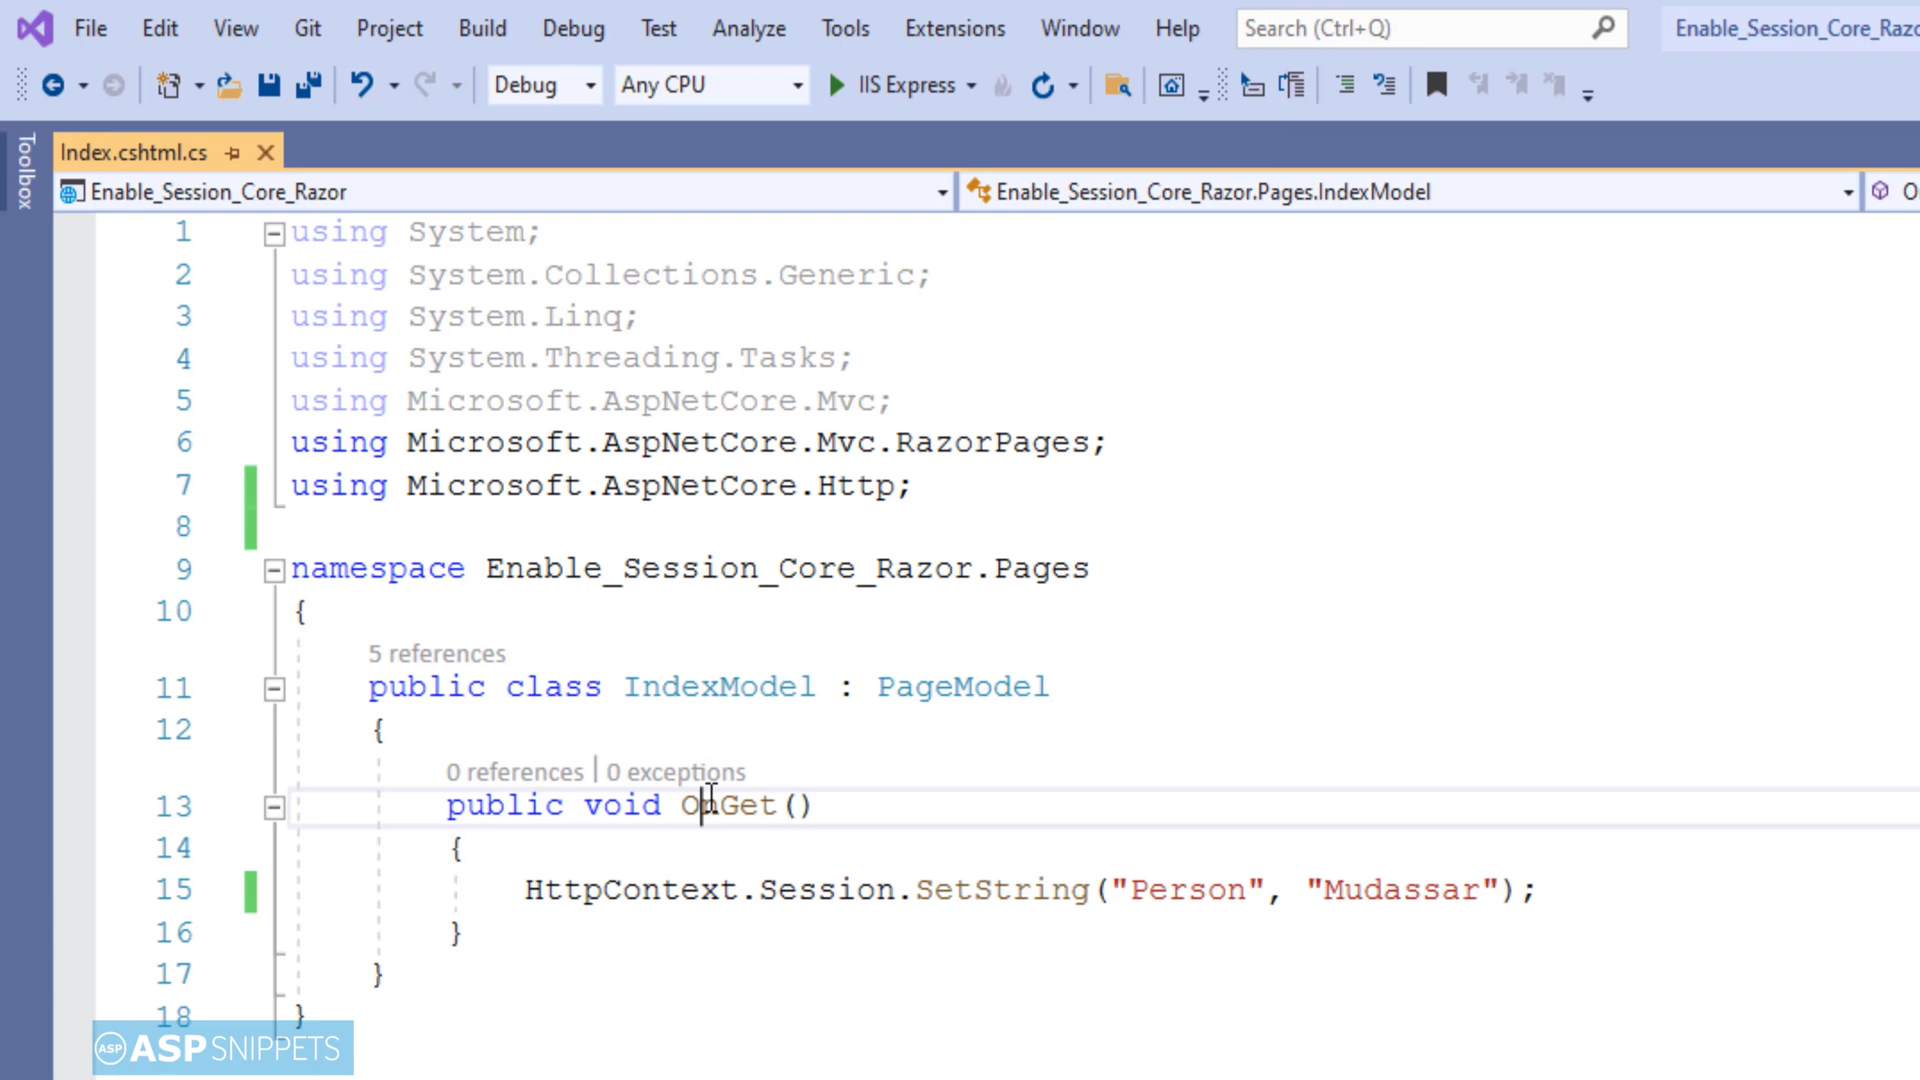 File Edit View Git Project Build Debug Test Analyze Tools Extensions Window Help Search (Ctrl+Q) Enable_Session_Core_Razo
Debug Any CPU IIS Express
Toolbox
Index.cshtml.cs
Enable_Session_Core_Razor Enable_Session_Core_Razor.Pages.IndexModel
1 using System;
2 using System.Collections.Generic;
3 using System.Linq;
4 using System.Threading.Tasks;
5 using Microsoft.AspNetCore.Mvc;
6 using Microsoft.AspNetCore.Mvc.RazorPages;
7 using Microsoft.AspNetCore.Http;
8
9 namespace Enable_Session_Core_Razor.Pages
10 {
5 references
11 public class IndexModel : PageModel
12 {
0 references | 0 exceptions
13 public void OnGet()
14 {
15 HttpContext.Session.SetString("Person", "Mudassar");
16 }
17 }
18 }
ASP SNIPPETS